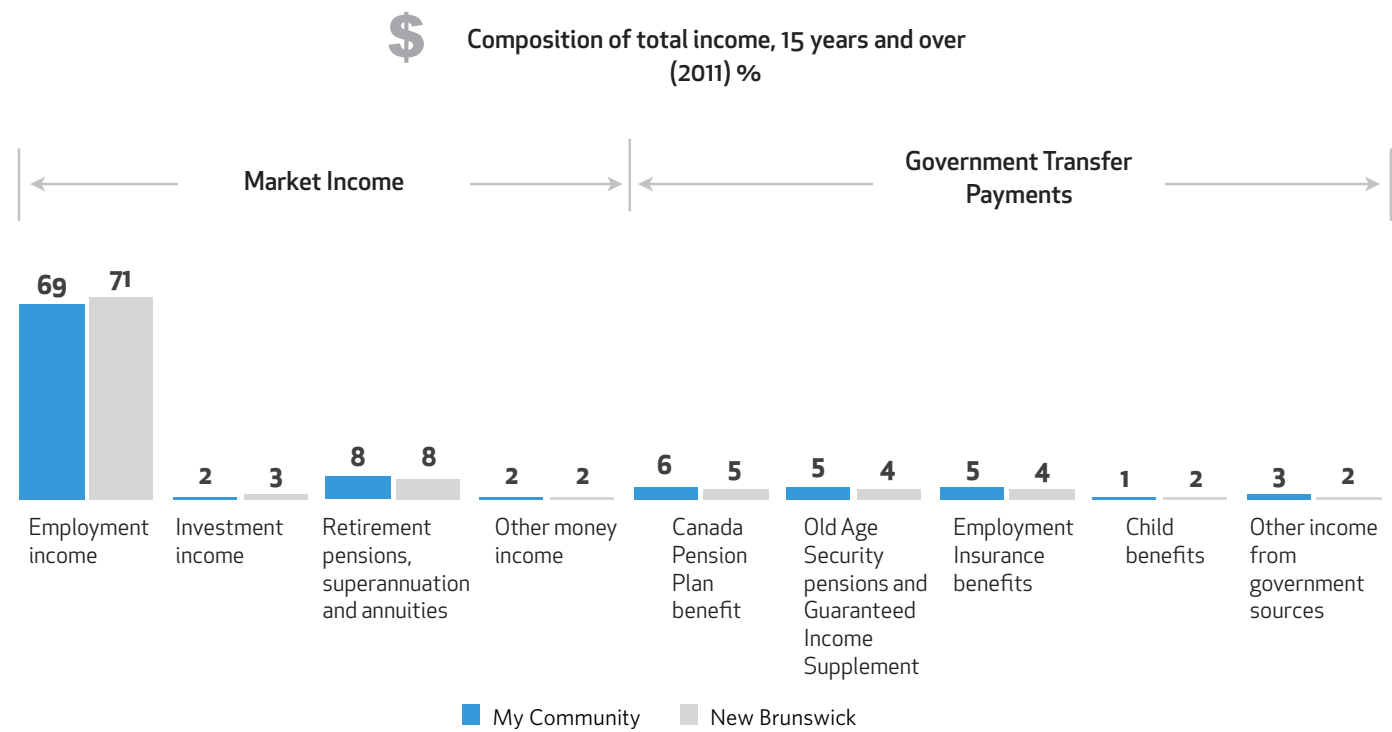 $
Composition of total income, 15 years and over
(2011) %
Market Income
Government Transfer
Payments
69
71
2
3
8
8
2
2
6
5
5
4
5
4
1
2
3
2
Employment
income
Investment
income
Retirement
pensions,
superannuation
and annuities
Other money
income
Canada
Pension
Plan
benefit
Old Age
Security
pensions and
Guaranteed
Income
Supplement
Employment
Insurance
benefits
Child
benefits
Other income
from
government
sources
My Community
New Brunswick